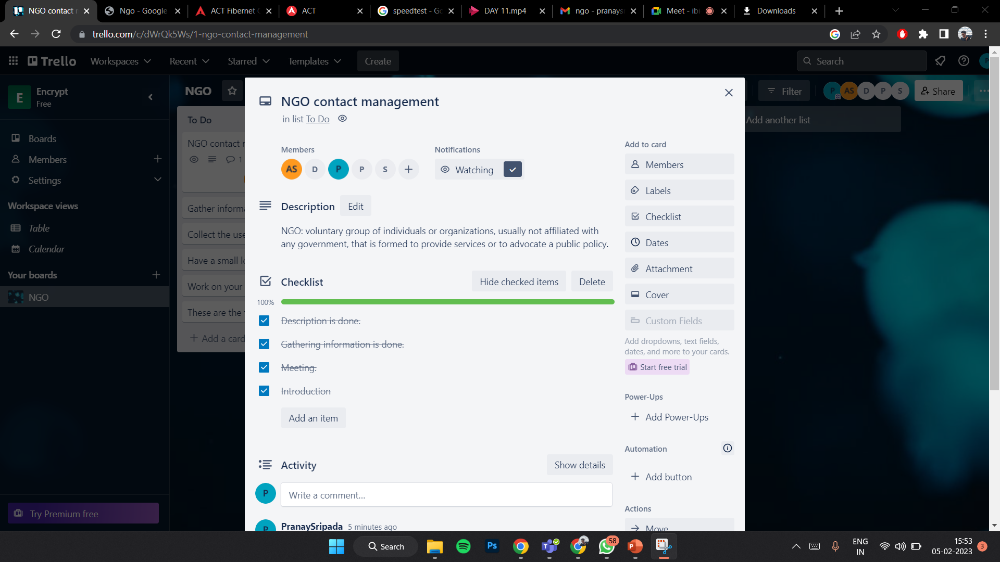 NGO contact r
Ngo - Google
ACT Fibernet
ACT
speedtest - Go
DAY 11.mp4
ngo - pranaysr
Meet - ibi
Downloads
trello.com/c/dWrQk5Ws/1-ngo-contact-management
Trello
Workspaces
Recent
Starred
Templates
Create
Search
E
Encrypt
Free
NGO
Filter
P
AS
D
P
S
Share
Boards
Members
Settings
Workspace views
Table
Calendar
Your boards
NGO
Try Premium free
To Do
NGO contact r
1
Gather informa
Collect the use
Have a small lo
Work on your
These are the
Add a card
Add another list
NGO contact management
in list To Do
Members
AS
D
P
P
S
Notifications
Watching
Description
Edit
NGO: voluntary group of individuals or organizations, usually not affiliated with
any government, that is formed to provide services or to advocate a public policy.
Checklist
Hide checked items
Delete
100%
Description is done.
Gathering information is done.
Meeting.
Introduction
Add an item
Activity
Show details
P
Write a comment...
P
PranaySripada 5 minutes ago
Add to card
Members
Labels
Checklist
Dates
Attachment
Cover
Custom Fields
Add dropdowns, text fields,
dates, and more to your cards.
Start free trial
Power-Ups
Add Power-Ups
Automation
Add button
Actions
Move
Search
Ps
58
ENG
IN
15:53
05-02-2023
3